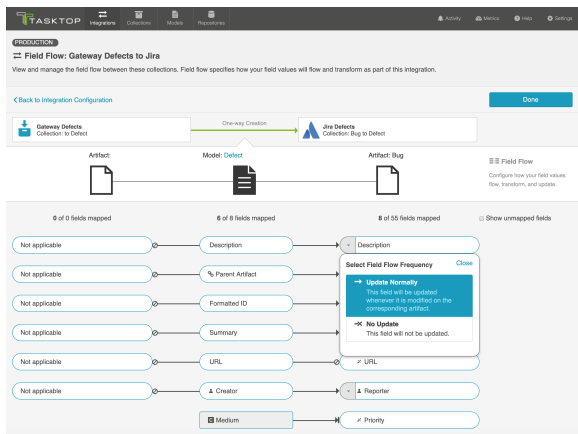 TASKTOP
Integrations
Collections
Models
Repositories
Activity
Metrics
Help
Settings
PRODUCTION
Field Flow: Gateway Defects to Jira
View and manage the field flow between these collections. Field flow specifies how your field values will flow and transform as part of this integration.
Back to Integration Configuration
Done
Gateway Defects
Collection: to Defect
One-way Creation
Jira Defects
Collection: Bug to Defect
Artifact:
Model: Defect
Artifact: Bug
Field Flow
Configure how your field values
flow, transform, and update.
0 of 0 fields mapped
6 of 8 fields mapped
8 of 55 fields mapped
Show unmapped fields
Not applicable
Description
Description
Select Field Flow Frequency
Close
Update Normally
This field will be updated
whenever it is modified on the
corresponding artifact.
No Update
This field will not be updated.
Not applicable
Parent Artifact
Not applicable
Formatted ID
Not applicable
Summary
Not applicable
URL
URL
Not applicable
Creator
Reporter
Medium
Priority